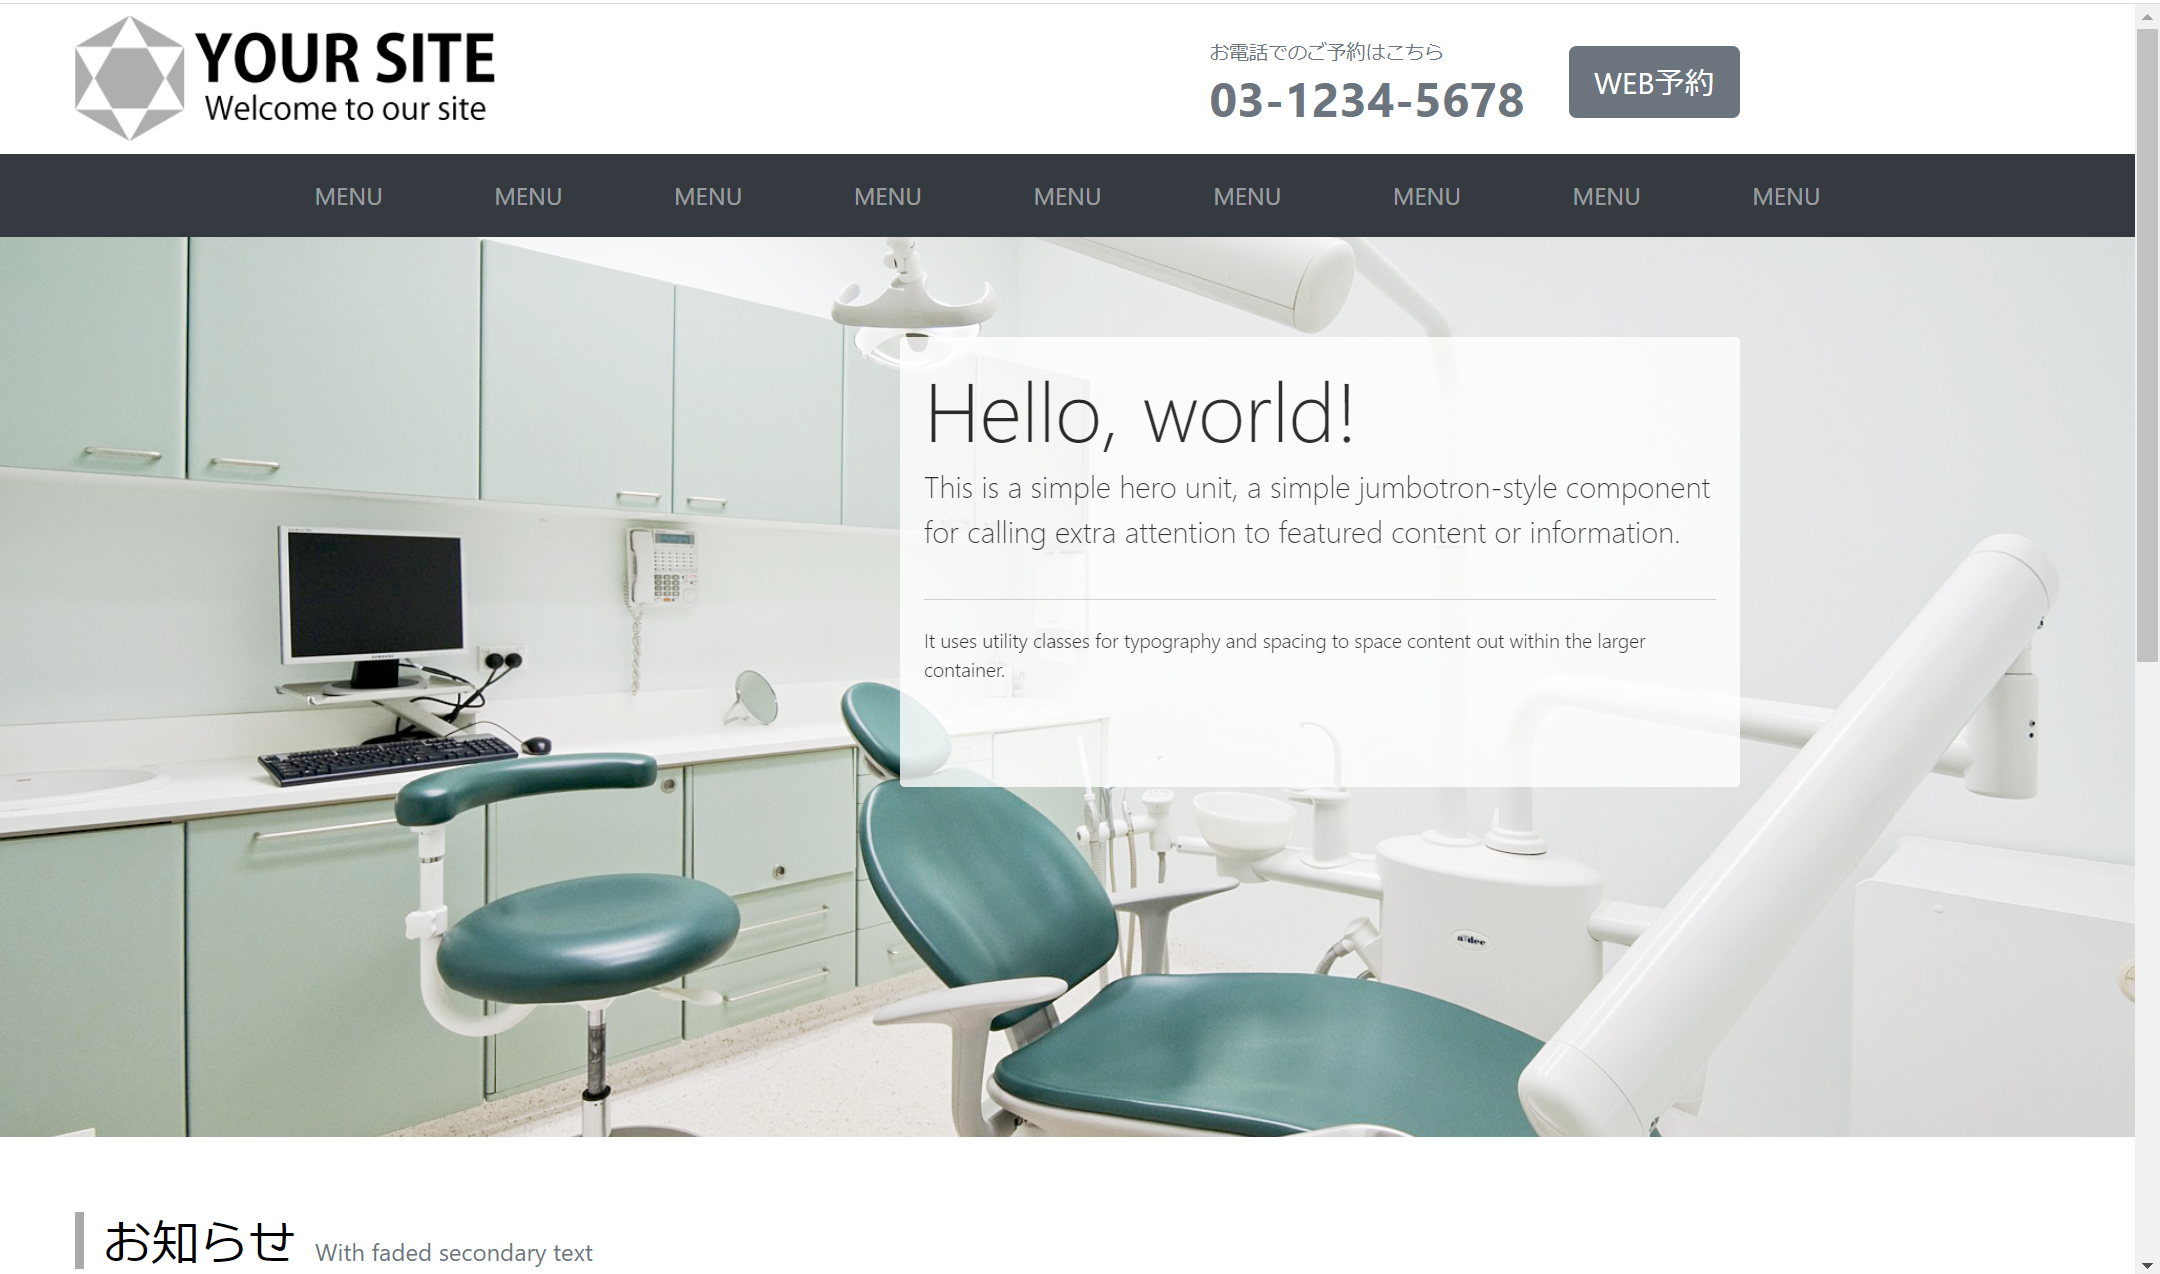 YOUR SITE
Welcome to our site
お電話でのご予約はこちら
03-1234-5678
WEB予約
MENU MENU MENU MENU MENU MENU MENU MENU MENU
Hello, world!
This is a simple hero unit, a simple jumbotron-style component
for calling extra attention to featured content or information.
It uses utility classes for typography and spacing to space content out within the larger
container.
a-dec
お知らせ With faded secondary text